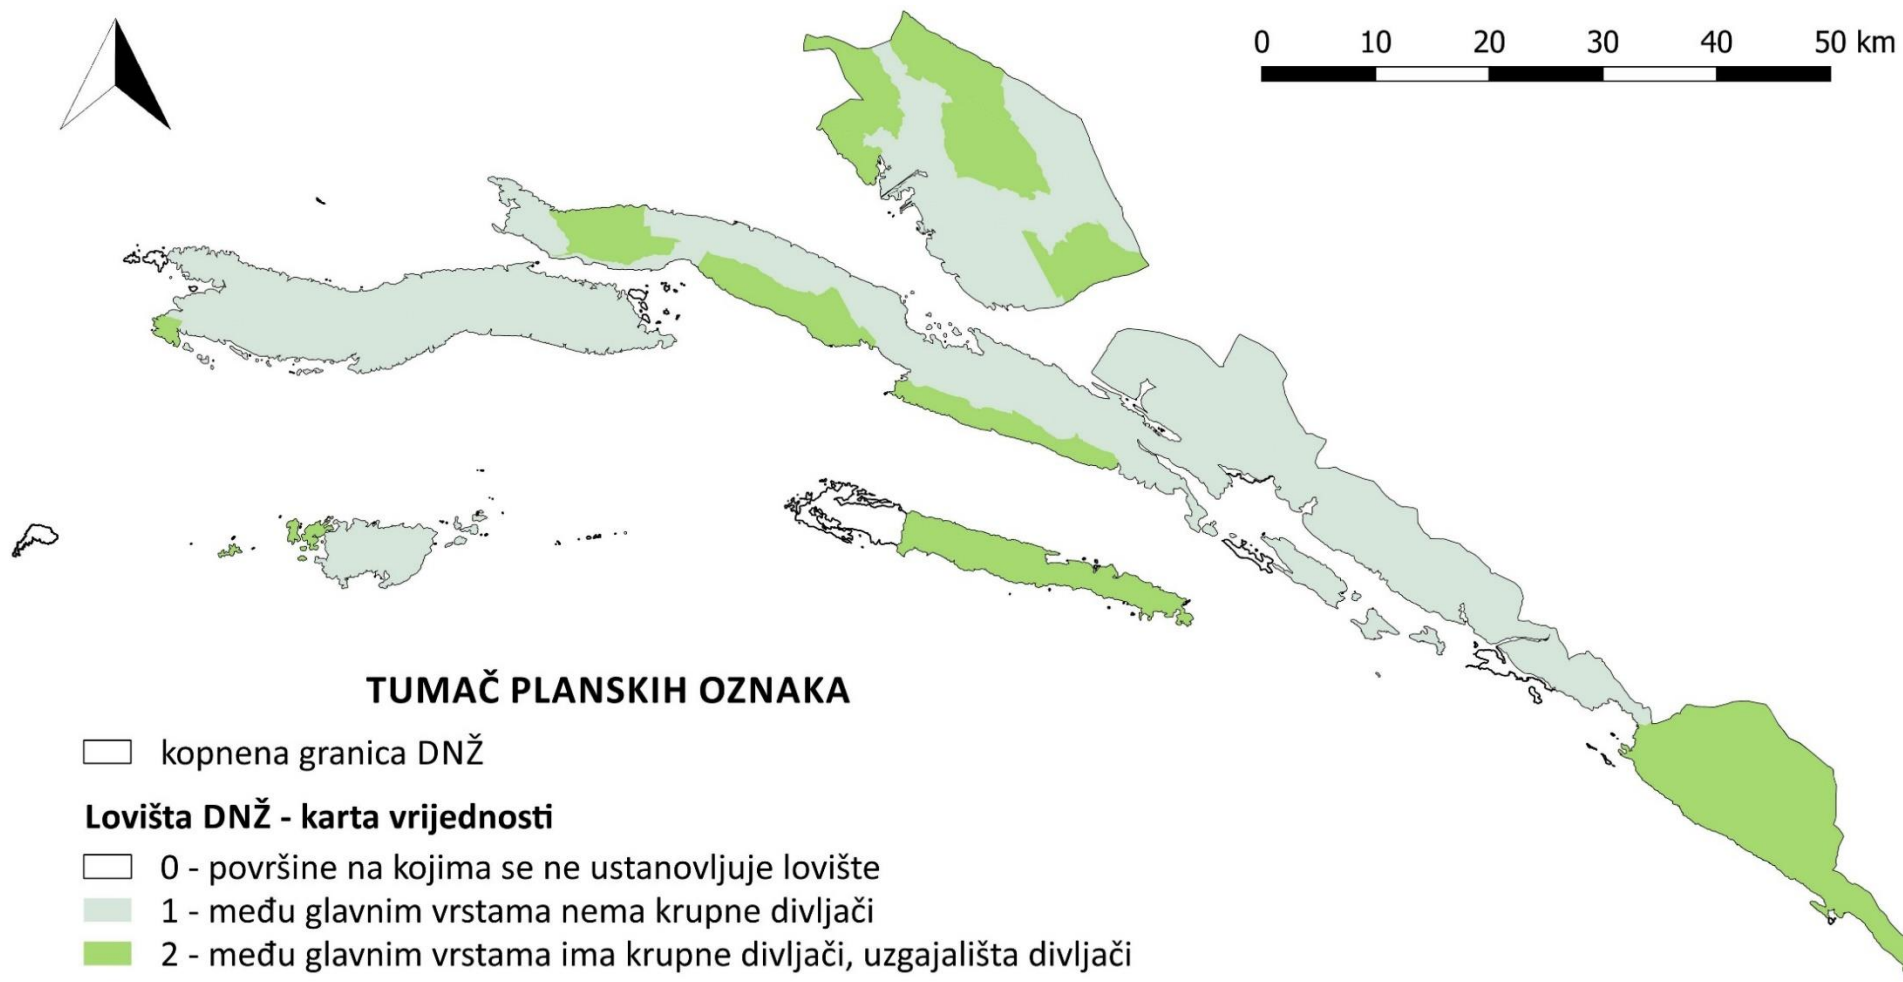 0 10 20 30 40 50 km
TUMAČ PLANSKIH OZNAKA
kopnena granica DNŽ
Lovišta DNŽ - karta vrijednosti
0 - površine na kojima se ne ustanovljuje lovište
1 - među glavnim vrstama nema krupne divljači
2 - među glavnim vrstama ima krupne divljači, uzgajališta divljači